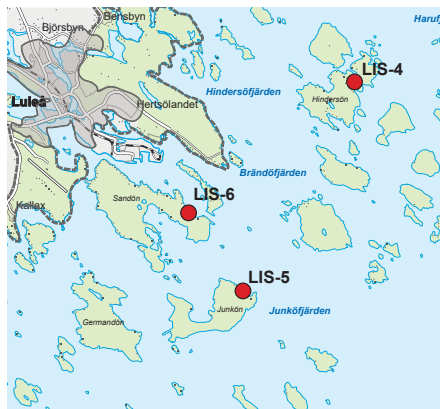 Bensbyn
Björsbyn
Haruf
LIS-4
Hindersöfjärden
Hindersön
Luleå
Hertsölandet
Brändöfjärden
LIS-6
Sandön
Kallax
LIS-5
Junkön
Junköfjärden
Germandön